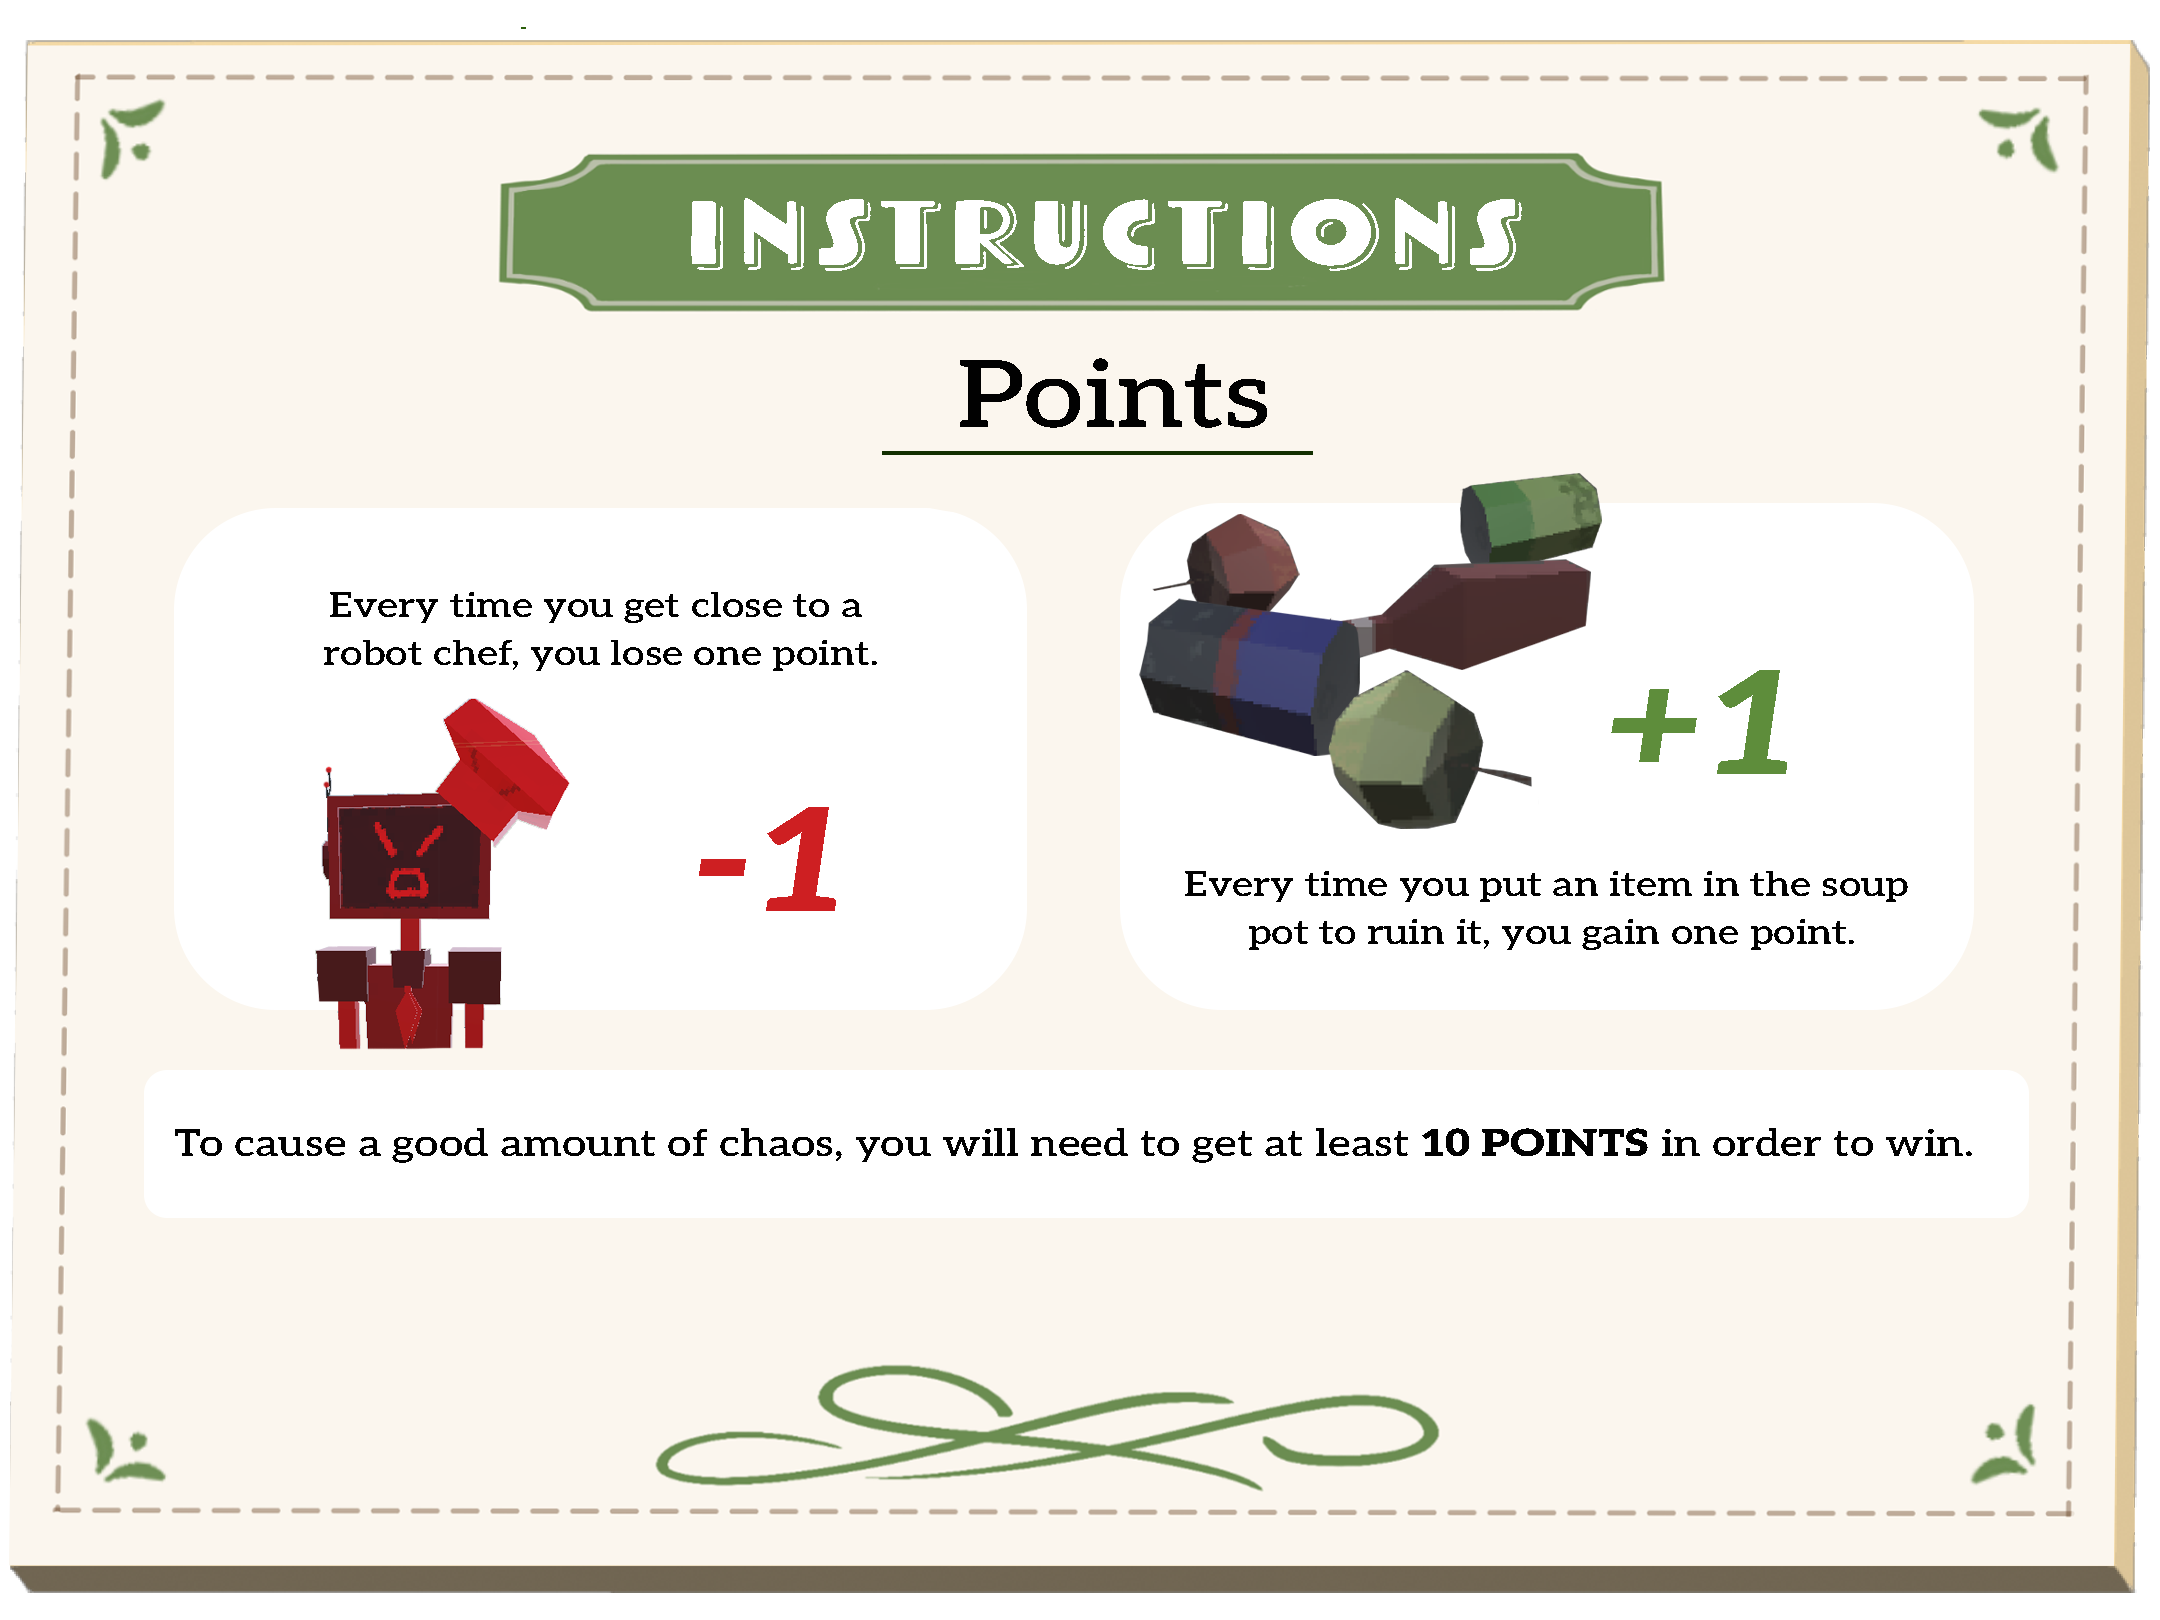 INSTRUCTIONS
Points
Every time you get close to a
robot chef, you lose one point.
-1
+1
Every time you put an item in the soup
pot to ruin it, you gain one point.
To cause a good amount of chaos, you will need to get at least 10 POINTS in order to win.